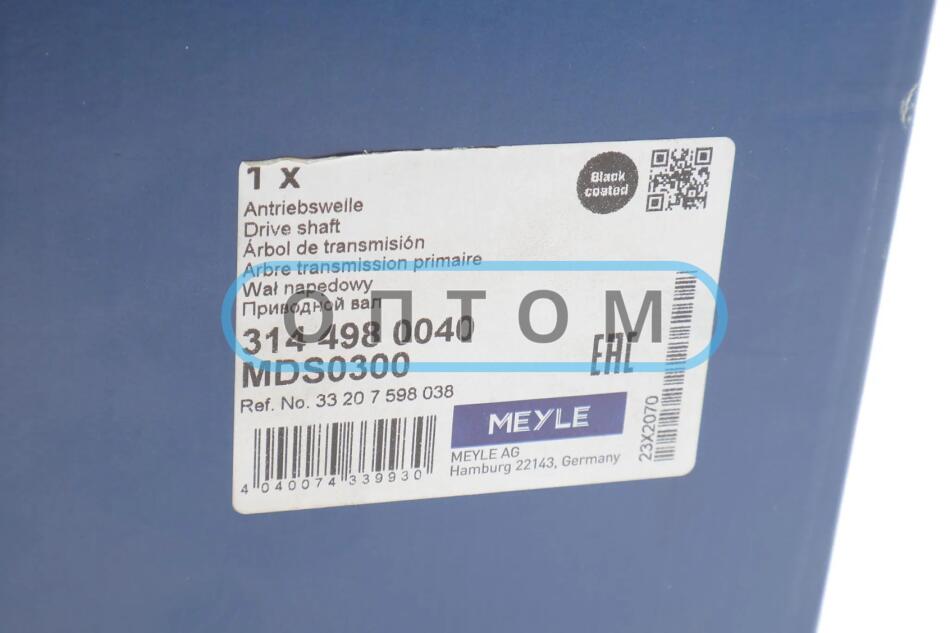 1 x
Black
coated
Antriebswelle
Drive shaft
Árbol de transmisión
Arbre transmission primaire
Wał napędowy
Приводной вал
ОПТОМ
314 498 0040
MDS0300
EAC
Ref. No. 33 20 7 598 038
MEYLE
MEYLE AG
Hamburg 22143, Germany
4 040074 339930
23X2070